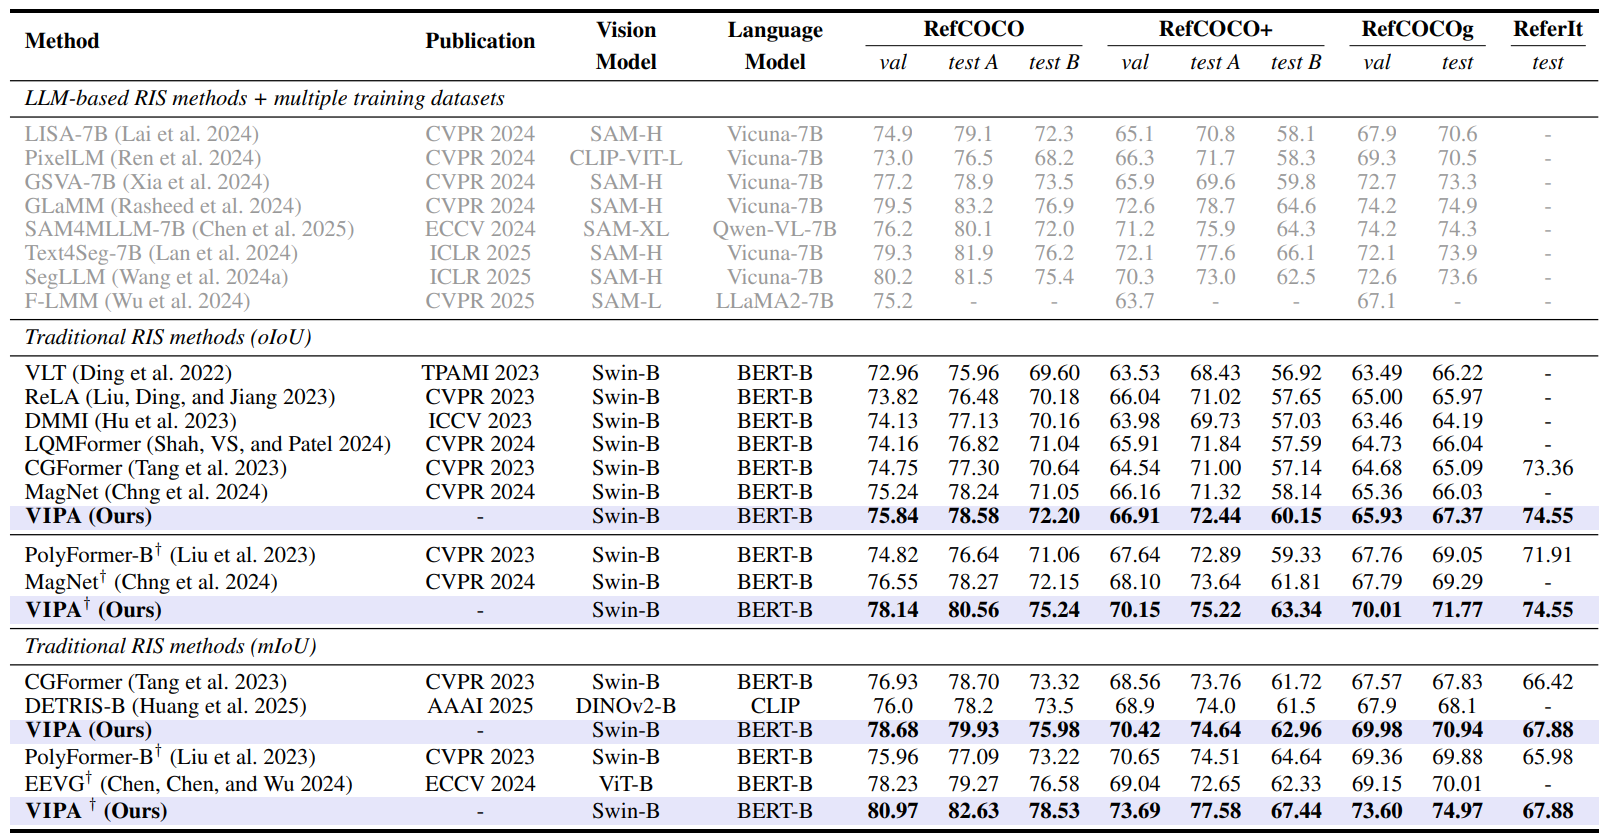 Method Publication Vision Model Language Model RefCOCO RefCOCO+ RefCOCOg ReferIt
val test A test B val test A test B val test test
LLM-based RIS methods + multiple training datasets
LISA-7B (Lai et al. 2024) CVPR 2024 SAM-H Vicuna-7B 74.9 79.1 72.3 65.1 70.8 58.1 67.9 70.6 -
PixelLM (Ren et al. 2024) CVPR 2024 CLIP-VIT-L Vicuna-7B 73.0 76.5 68.2 66.3 71.7 58.3 69.3 70.5 -
GSVA-7B (Xia et al. 2024) CVPR 2024 SAM-H Vicuna-7B 77.2 78.9 73.5 65.9 69.6 59.8 72.7 73.3 -
GLaMM (Rasheed et al. 2024) CVPR 2024 SAM-H Vicuna-7B 79.5 83.2 76.9 72.6 78.7 64.6 74.2 74.9 -
SAM4MLLM-7B (Chen et al. 2025) ECCV 2024 SAM-XL Qwen-VL-7B 76.2 80.1 72.0 71.2 75.9 64.3 74.2 74.3 -
Text4Seg-7B (Lan et al. 2024) ICLR 2025 SAM-H Vicuna-7B 79.3 81.9 76.2 72.1 77.6 66.1 72.1 73.9 -
SegLLM (Wang et al. 2024a) ICLR 2025 SAM-H Vicuna-7B 80.2 81.5 75.4 70.3 73.0 62.5 72.6 73.6 -
F-LMM (Wu et al. 2024) CVPR 2025 SAM-L LLaMA2-7B 75.2 - - 63.7 - - 67.1 - -
Traditional RIS methods (oIoU)
VLT (Ding et al. 2022) TPAMI 2023 Swin-B BERT-B 72.96 75.96 69.60 63.53 68.43 56.92 63.49 66.22 -
ReLA (Liu, Ding, and Jiang 2023) CVPR 2023 Swin-B BERT-B 73.82 76.48 70.18 66.04 71.02 57.65 65.00 65.97 -
DMMI (Hu et al. 2023) ICCV 2023 Swin-B BERT-B 74.13 77.13 70.16 63.98 69.73 57.03 63.46 64.19 -
LQMFormer (Shah, VS, and Patel 2024) CVPR 2024 Swin-B BERT-B 74.16 76.82 71.04 65.91 71.84 57.59 64.73 66.04 -
CGFormer (Tang et al. 2023) CVPR 2023 Swin-B BERT-B 74.75 77.30 70.64 64.54 71.00 57.14 64.68 65.09 73.36
MagNet (Chng et al. 2024) CVPR 2024 Swin-B BERT-B 75.24 78.24 71.05 66.16 71.32 58.14 65.36 66.03 -
VIPA (Ours) - Swin-B BERT-B 75.84 78.58 72.20 66.91 72.44 60.15 65.93 67.37 74.55
PolyFormer-B† (Liu et al. 2023) CVPR 2023 Swin-B BERT-B 74.82 76.64 71.06 67.64 72.89 59.33 67.76 69.05 71.91
MagNet† (Chng et al. 2024) CVPR 2024 Swin-B BERT-B 76.55 78.27 72.15 68.10 73.64 61.81 67.79 69.29 -
VIPA† (Ours) - Swin-B BERT-B 78.14 80.56 75.24 70.15 75.22 63.34 70.01 71.77 74.55
Traditional RIS methods (mIoU)
CGFormer (Tang et al. 2023) CVPR 2023 Swin-B BERT-B 76.93 78.70 73.32 68.56 73.76 61.72 67.57 67.83 66.42
DETRIS-B (Huang et al. 2025) AAAI 2025 DINOv2-B CLIP 76.0 78.2 73.5 68.9 74.0 61.5 67.9 68.1 -
VIPA (Ours) - Swin-B BERT-B 78.68 79.93 75.98 70.42 74.64 62.96 69.98 70.94 67.88
PolyFormer-B† (Liu et al. 2023) CVPR 2023 Swin-B BERT-B 75.96 77.09 73.22 70.65 74.51 64.64 69.36 69.88 65.98
EEVG† (Chen, Chen, and Wu 2024) ECCV 2024 ViT-B BERT-B 78.23 79.27 76.58 69.04 72.65 62.33 69.15 70.01 -
VIPA † (Ours) - Swin-B BERT-B 80.97 82.63 78.53 73.69 77.58 67.44 73.60 74.97 67.88